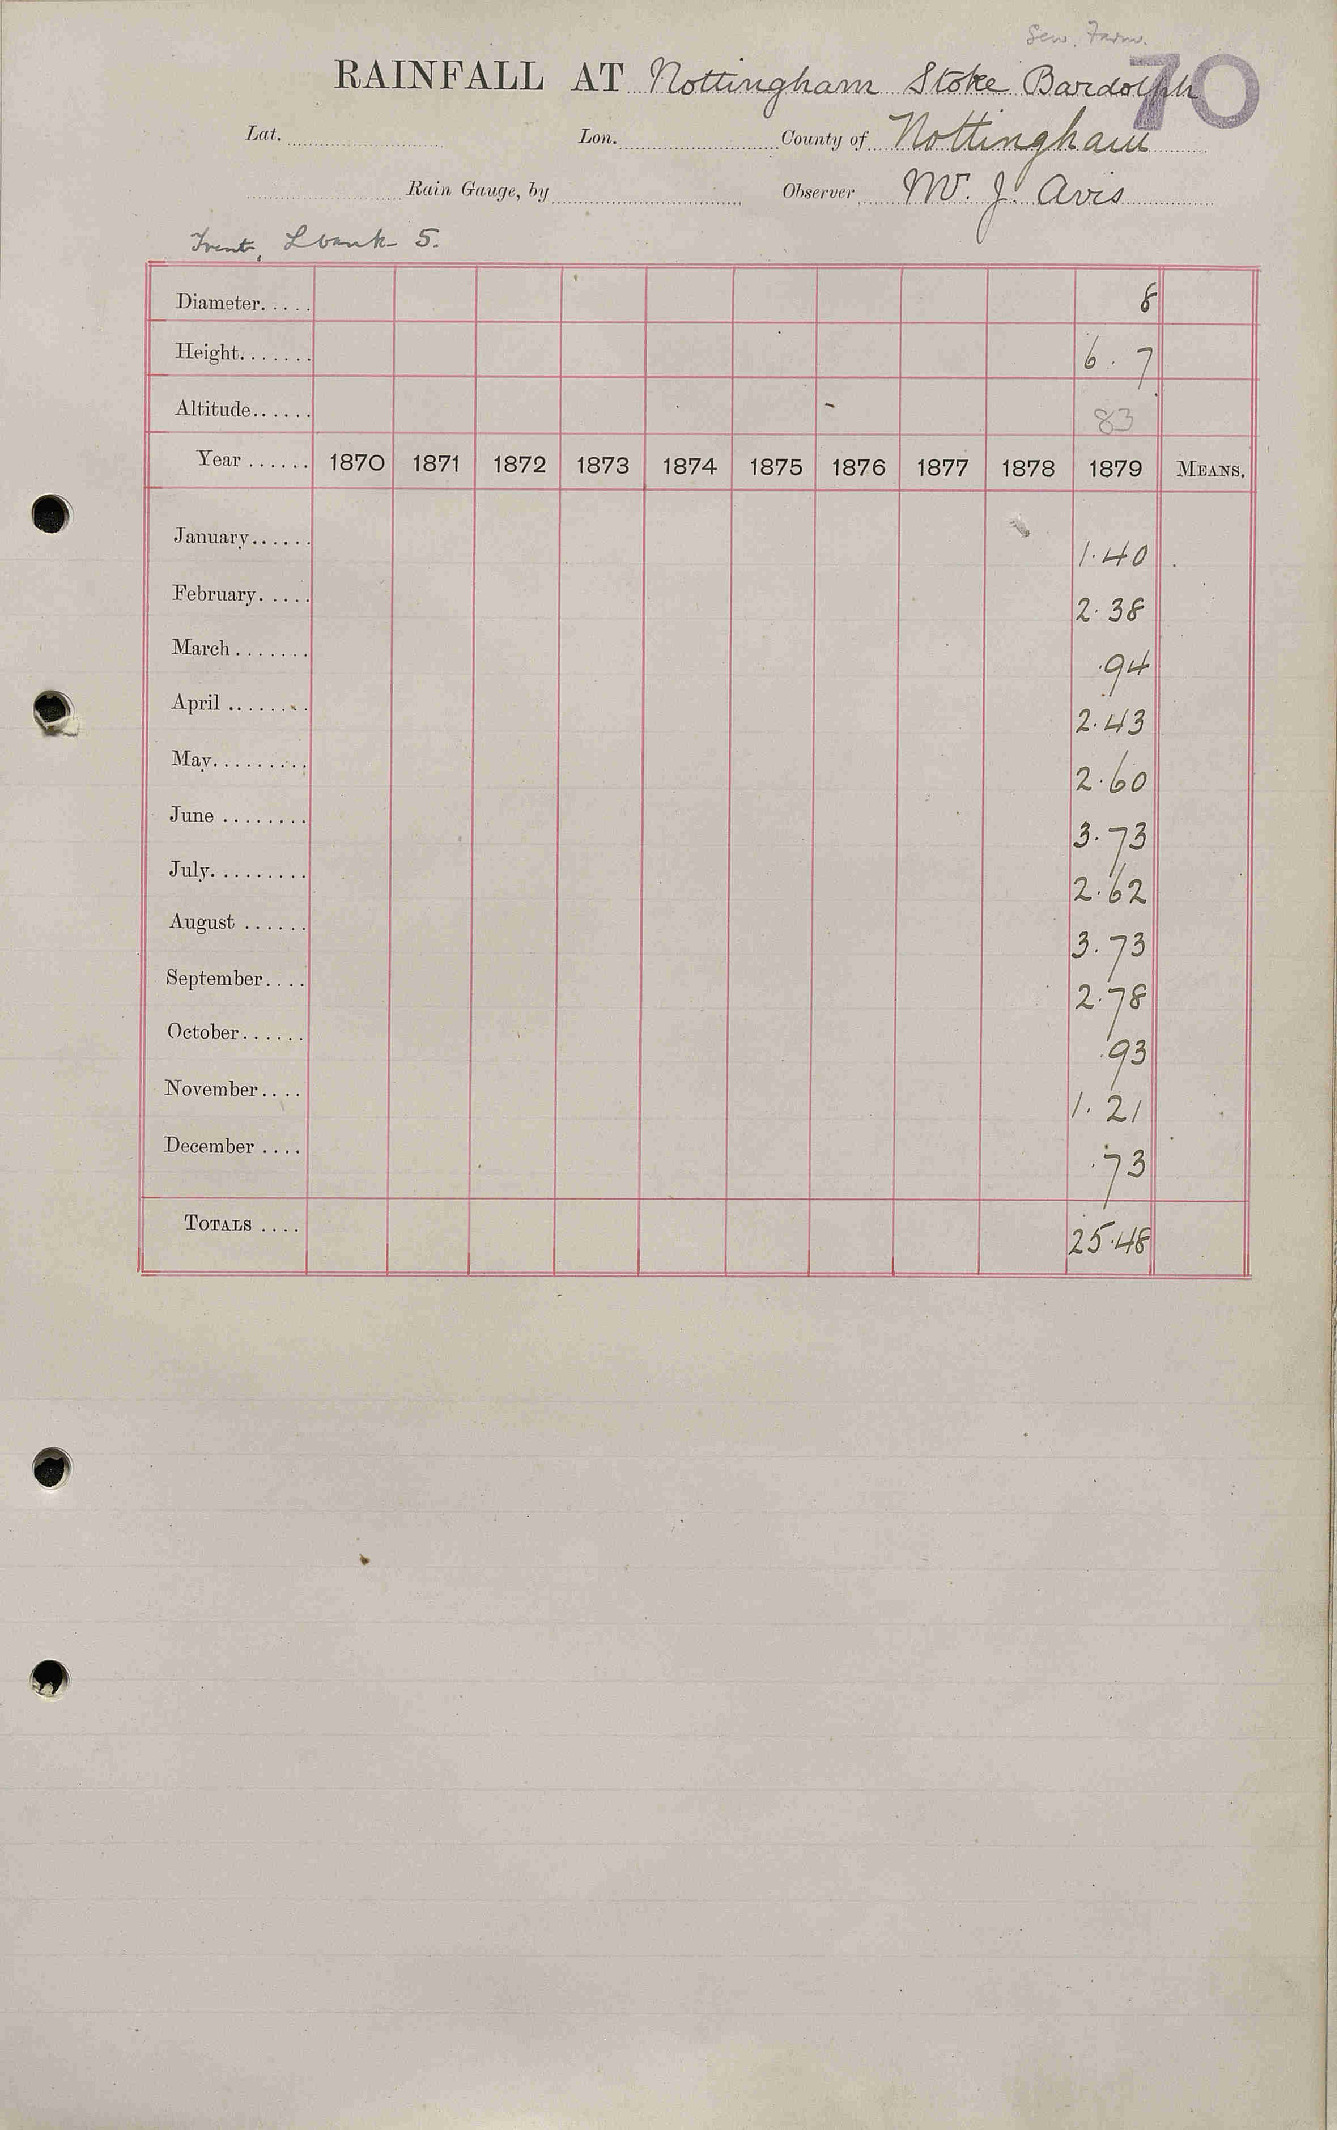 Sew. Farm.
70
RAINFALL AT Nottingham Stoke Bardolph
Lat. Lon. County of Nottingham
Rain Gauge, by Observer Mr. J. Avis
Trent, L bank 5.
Diameter..... 8
Height....... 6. 7
Altitude...... 83
Year ...... 1870 1871 1872 1873 1874 1875 1876 1877 1878 1879 MEANS.
January...... 1.40
February..... 2.38
March ....... .94
April ........ 2.43
May......... 2.60
June ........ 3.73
July......... 2.62
August ...... 3.73
September.... 2.78
October...... .93
November.... 1.21
December .... .73
TOTALS .... 25.48